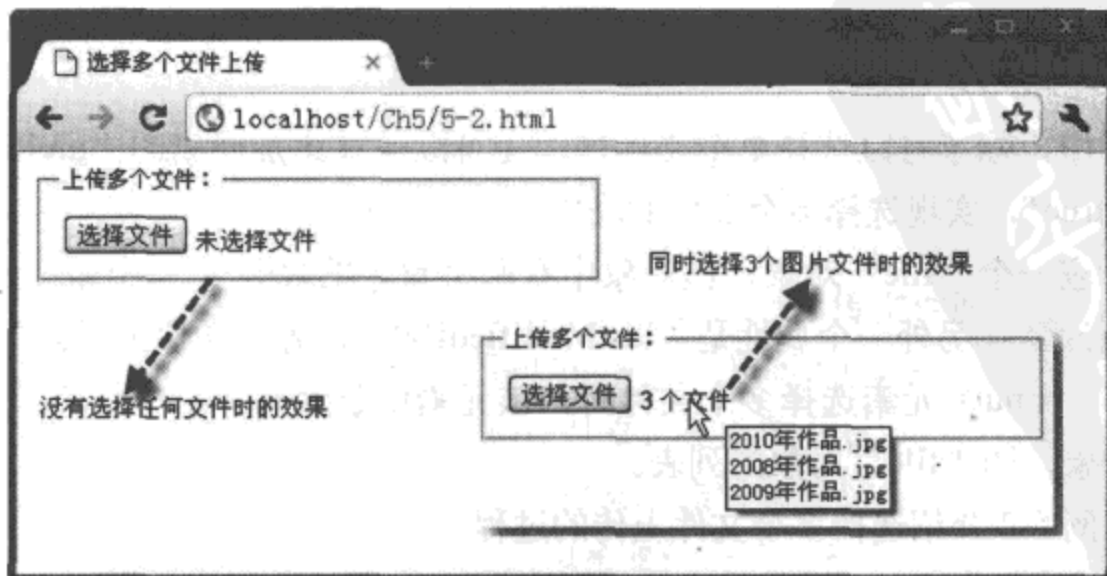 选择多个文件上传
localhost/Ch5/5-2.html
上传多个文件：
选择文件 未选择文件
同时选择3个图片文件时的效果
没有选择任何文件时的效果
上传多个文件：
选择文件 3 个文件
2010年作品.jpg
2008年作品.jpg
2009年作品.jpg